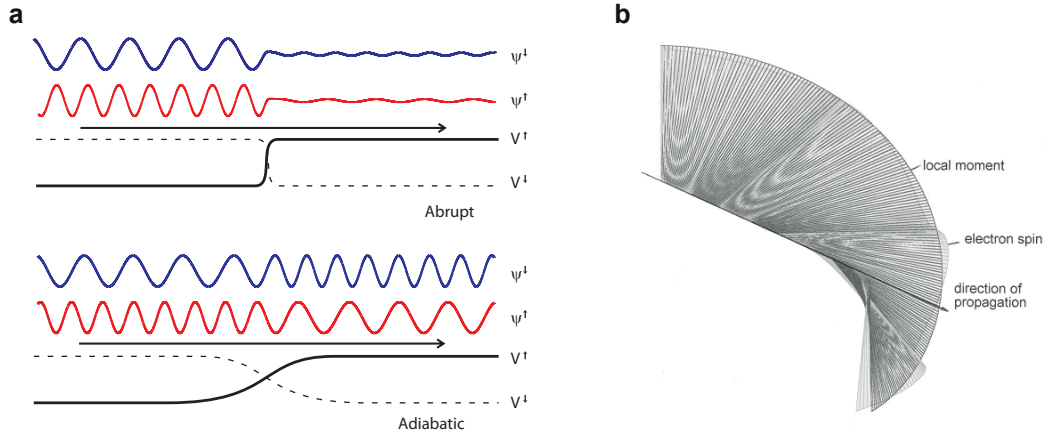 a
ψ↓
ψ↑
V↑
V↓
Abrupt
ψ↓
ψ↑
V↑
V↓
Adiabatic
b
local moment
electron spin
direction of
propagation